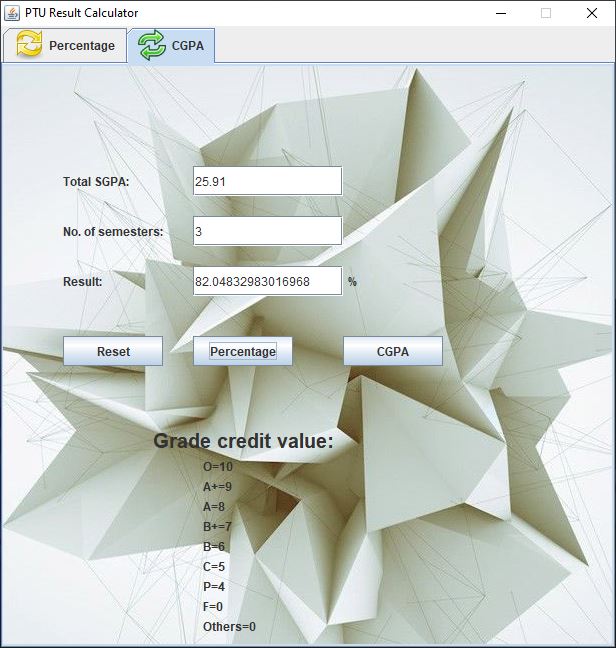 PTU Result Calculator
Percentage CGPA
Total SGPA: 25.91
No. of semesters: 3
Result: 82.04832983016968 %
Reset Percentage CGPA
Grade credit value:
O=10
A+=9
A=8
B+=7
B=6
C=5
P=4
F=0
Others=0